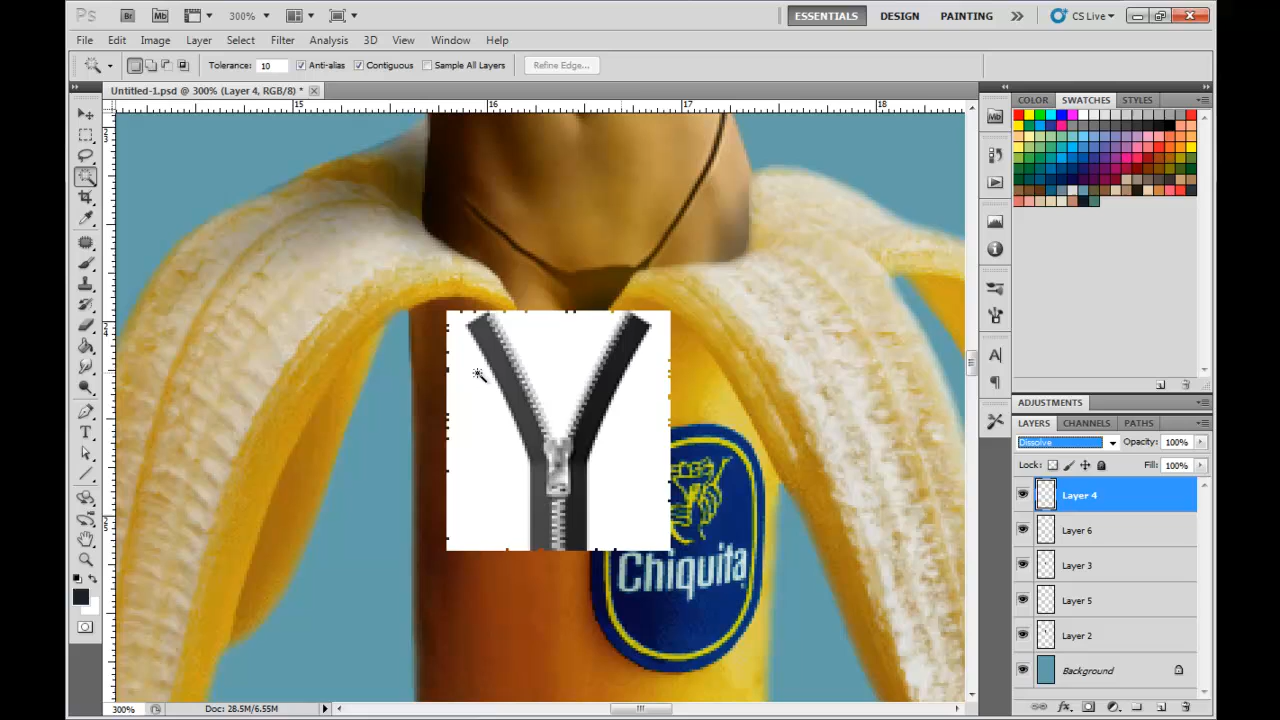 Ps Br Mb 300% ESSENTIALS DESIGN PAINTING CS Live
File Edit Image Layer Select Filter Analysis 3D View Window Help
Tolerance: 10 Anti-alias Contiguous Sample All Layers Refine Edge...
Untitled-1.psd @ 300% (Layer 4, RGB/8) *
15 16 17 18
COLOR SWATCHES STYLES
Mb
Chiquita
ADJUSTMENTS
LAYERS CHANNELS PATHS
Dissolve Opacity: 100%
Lock: Fill: 100%
Layer 4
Layer 6
Layer 3
Layer 5
Layer 2
Background
300% Doc: 28.5M/6.55M